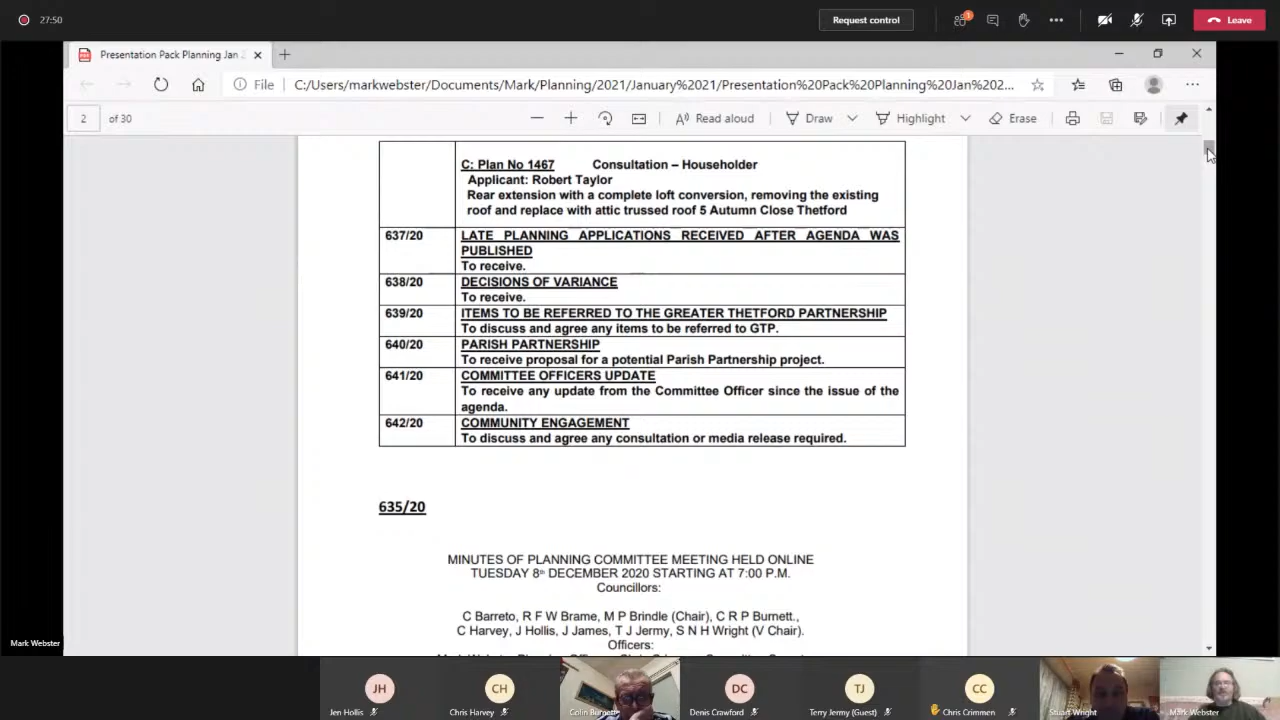 27:50
Request control
1
Leave
Presentation Pack Planning Jan 2
File C:/Users/markwebster/Documents/Mark/Planning/2021/January%2021/Presentation%20Pack%20Planning%20Jan%202...
2 of 30 Read aloud Draw Highlight Erase
C: Plan No 1467 Consultation – Householder
Applicant: Robert Taylor
Rear extension with a complete loft conversion, removing the existing
roof and replace with attic trussed roof 5 Autumn Close Thetford
637/20 LATE PLANNING APPLICATIONS RECEIVED AFTER AGENDA WAS
PUBLISHED
To receive.
638/20 DECISIONS OF VARIANCE
To receive.
639/20 ITEMS TO BE REFERRED TO THE GREATER THETFORD PARTNERSHIP
To discuss and agree any items to be referred to GTP.
640/20 PARISH PARTNERSHIP
To receive proposal for a potential Parish Partnership project.
641/20 COMMITTEE OFFICERS UPDATE
To receive any update from the Committee Officer since the issue of the
agenda.
642/20 COMMUNITY ENGAGEMENT
To discuss and agree any consultation or media release required.
635/20
MINUTES OF PLANNING COMMITTEE MEETING HELD ONLINE
TUESDAY 8th DECEMBER 2020 STARTING AT 7:00 P.M.
Councillors:
C Barreto, R F W Brame, M P Brindle (Chair), C R P Burnett.,
C Harvey, J Hollis, J James, T J Jermy, S N H Wright (V Chair).
Officers:
Mark Webster
JH CH DC TJ CC
Jen Hollis Chris Harvey Colin Burnett Denis Crawford Terry Jermy (Guest) Chris Crimmen Stuart Wright Mark Webster